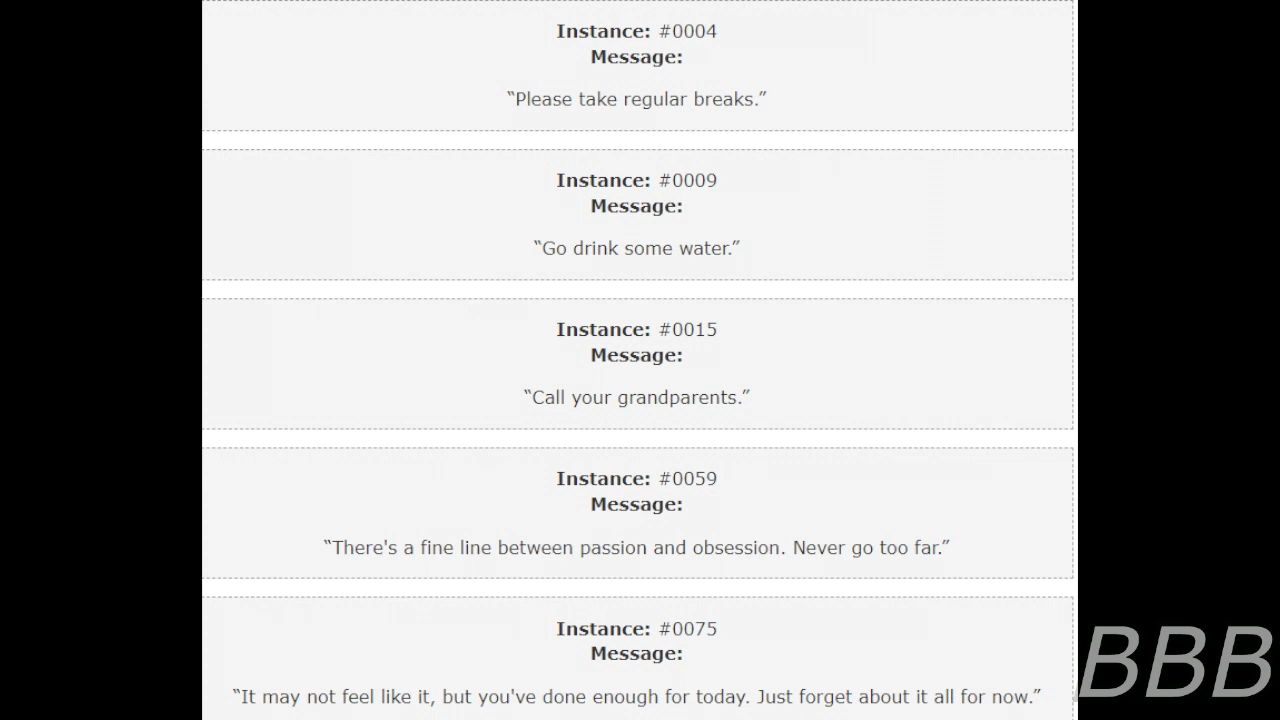 Instance: #0004
Message:
“Please take regular breaks.”
Instance: #0009
Message:
“Go drink some water.”
Instance: #0015
Message:
“Call your grandparents.”
Instance: #0059
Message:
“There's a fine line between passion and obsession. Never go too far.”
Instance: #0075
Message:
“It may not feel like it, but you've done enough for today. Just forget about it all for now.”
BBB